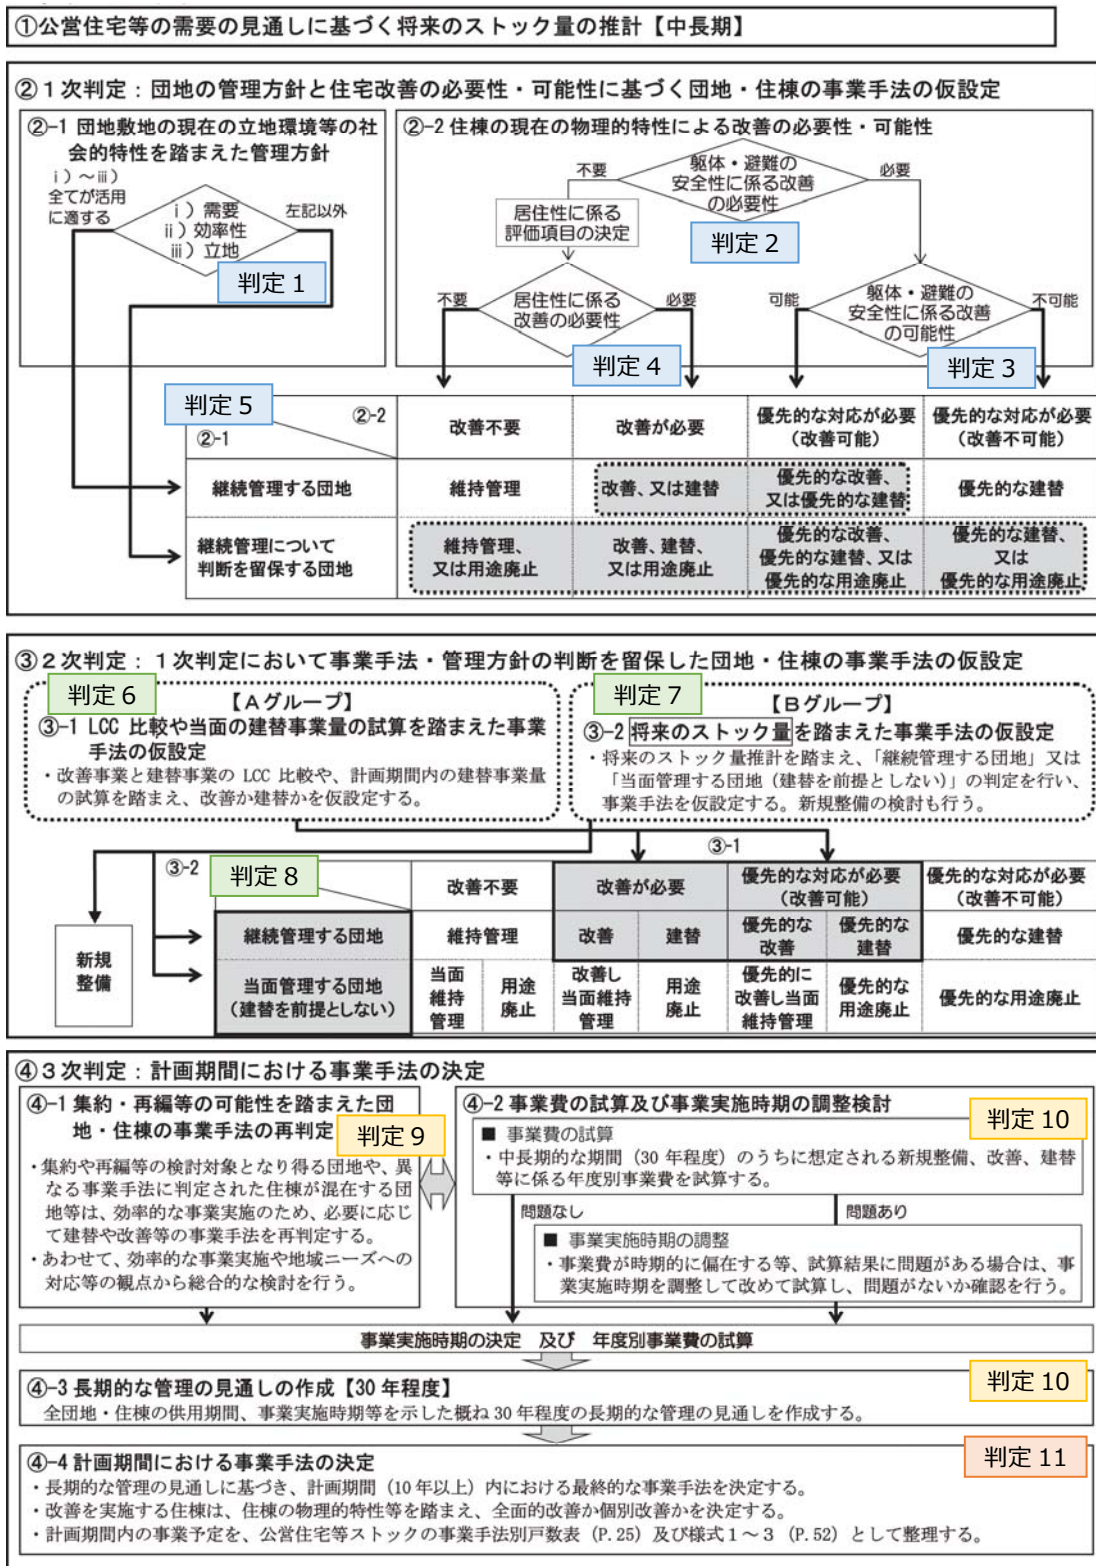 ①公営住宅等の需要の見通しに基づく将来のストック量の推計【中長期】
②１次判定：団地の管理方針と住宅改善の必要性・可能性に基づく団地・住棟の事業手法の仮設定
②-1 団地敷地の現在の立地環境等の社
会的特性を踏まえた管理方針
ⅰ）～ⅲ）
全てが活用
に適する
ⅰ）需要
ⅱ）効率性
ⅲ）立地
左記以外
判定１
②-2 住棟の現在の物理的特性による改善の必要性・可能性
不要
躯体・避難の
安全性に係る改善
の必要性
必要
居住性に係る
評価項目の決定
判定２
不要
居住性に係る
改善の必要性
必要
可能
躯体・避難の
安全性に係る改善
の可能性
不可能
判定４
判定３
判定５
②-2
②-1
改善不要
改善が必要
優先的な対応が必要
（改善可能）
優先的な対応が必要
（改善不可能）
継続管理する団地
維持管理
改善、又は建替
優先的な改善、
又は優先的な建替
優先的な建替
継続管理について
判断を留保する団地
維持管理、
又は用途廃止
改善、建替、
又は用途廃止
優先的な改善、
優先的な建替、又は
優先的な用途廃止
優先的な建替、
又は
優先的な用途廃止
③２次判定：１次判定において事業手法・管理方針の判断を留保した団地・住棟の事業手法の仮設定
判定６
【Ａグループ】
③-1 LCC 比較や当面の建替事業量の試算を踏まえた事業
手法の仮設定
・改善事業と建替事業の LCC 比較や、計画期間内の建替事業量
の試算を踏まえ、改善か建替かを仮設定する。
判定７
【Ｂグループ】
③-2 将来のストック量を踏まえた事業手法の仮設定
・将来のストック量推計を踏まえ、「継続管理する団地」又は
「当面管理する団地（建替を前提としない）」の判定を行い、
事業手法を仮設定する。新規整備の検討も行う。
③-1
③-2
判定８
改善不要
改善が必要
優先的な対応が必要
（改善可能）
優先的な対応が必要
（改善不可能）
新規
整備
継続管理する団地
維持管理
改善
建替
優先的な
改善
優先的な
建替
優先的な建替
当面管理する団地
（建替を前提としない）
当面
維持
管理
用途
廃止
改善し
当面維持
管理
用途
廃止
優先的に
改善し当面
維持管理
優先的な
用途廃止
優先的な用途廃止
④３次判定：計画期間における事業手法の決定
④-1 集約・再編等の可能性を踏まえた団
地・住棟の事業手法の再判定
判定９
・集約や再編等の検討対象となり得る団地や、異
なる事業手法に判定された住棟が混在する団
地等は、効率的な事業実施のため、必要に応じ
て建替や改善等の事業手法を再判定する。
・あわせて、効率的な事業実施や地域ニーズへの
対応等の観点から総合的な検討を行う。
④-2 事業費の試算及び事業実施時期の調整検討
判定10
■ 事業費の試算
・中長期的な期間（30 年程度）のうちに想定される新規整備、改善、建替
等に係る年度別事業費を試算する。
問題なし
問題あり
■ 事業実施時期の調整
・事業費が時期的に偏在する等、試算結果に問題がある場合は、事
業実施時期を調整して改めて試算し、問題がないか確認を行う。
事業実施時期の決定 及び 年度別事業費の試算
④-3 長期的な管理の見通しの作成【30 年程度】
判定10
全団地・住棟の供用期間、事業実施時期等を示した概ね 30 年程度の長期的な管理の見通しを作成する。
④-4 計画期間における事業手法の決定
判定11
・長期的な管理の見通しに基づき、計画期間（10 年以上）内における最終的な事業手法を決定する。
・改善を実施する住棟は、住棟の物理的特性等を踏まえ、全面的改善か個別改善かを決定する。
・計画期間内の事業予定を、公営住宅等ストックの事業手法別戸数表（P.25）及び様式１～３（P.52）として整理する。